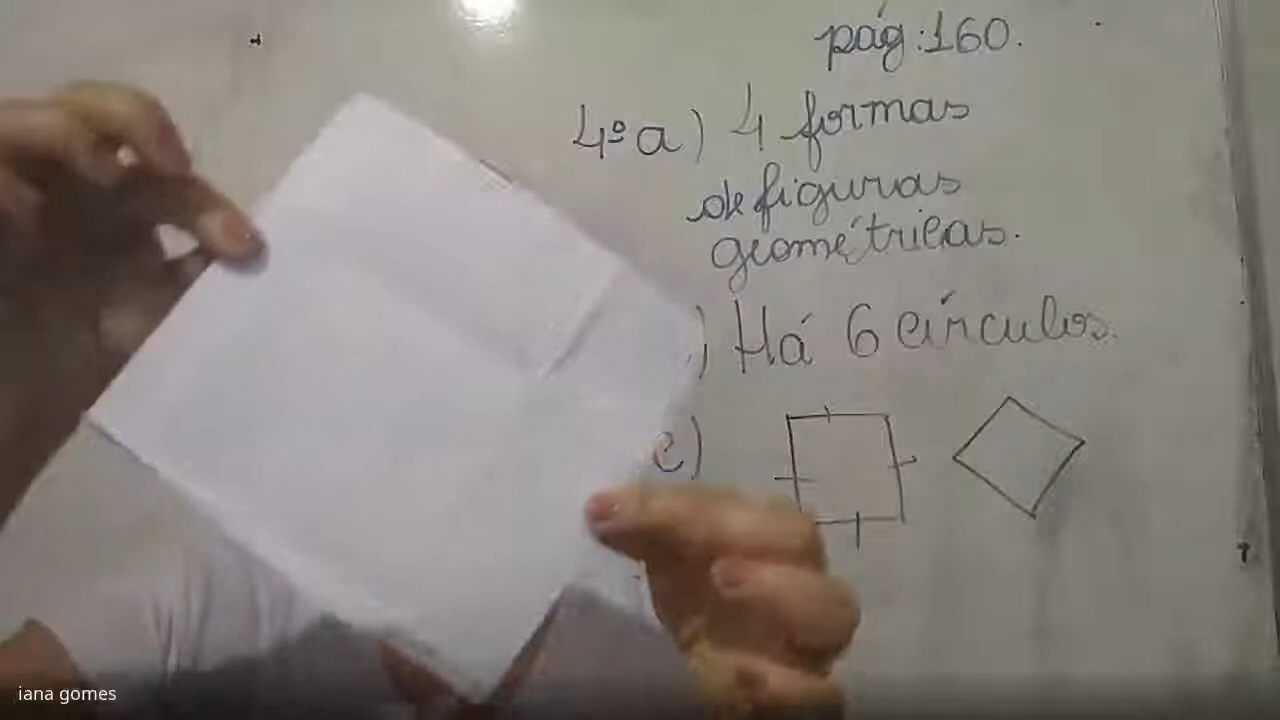 pág:160.
4º a) 4 formas
de figuras
geométricas.
) Há 6 círculos.
c)
iana gomes